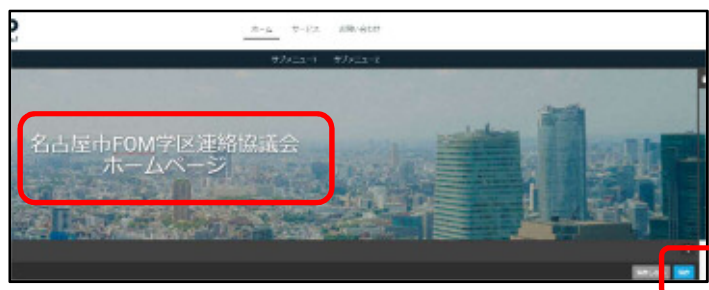 ホーム サービス お問い合わせ
サブメニュー1 サブメニュー2
名古屋市FOM学区連絡協議会
ホームページ
保存